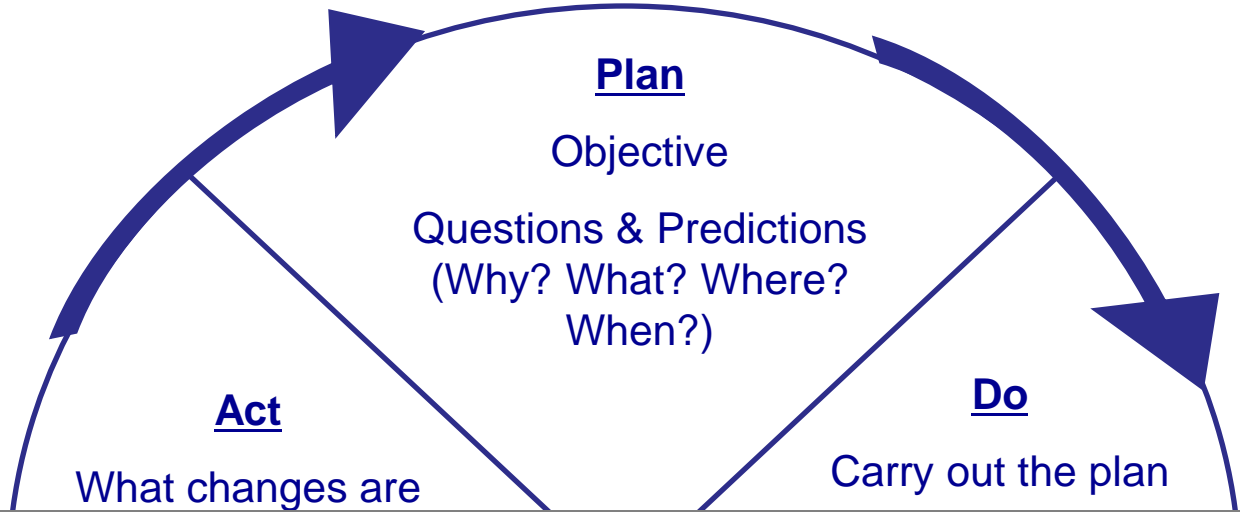 Plan
Objective
Questions & Predictions
(Why? What? Where?
When?)
Act
What changes are
Do
Carry out the plan